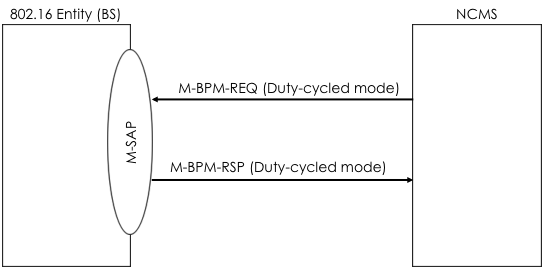 802.16 Entity (BS)
NCMS
M-BPM-REQ (Duty-cycled mode)
M-SAP
M-BPM-RSP (Duty-cycled mode)